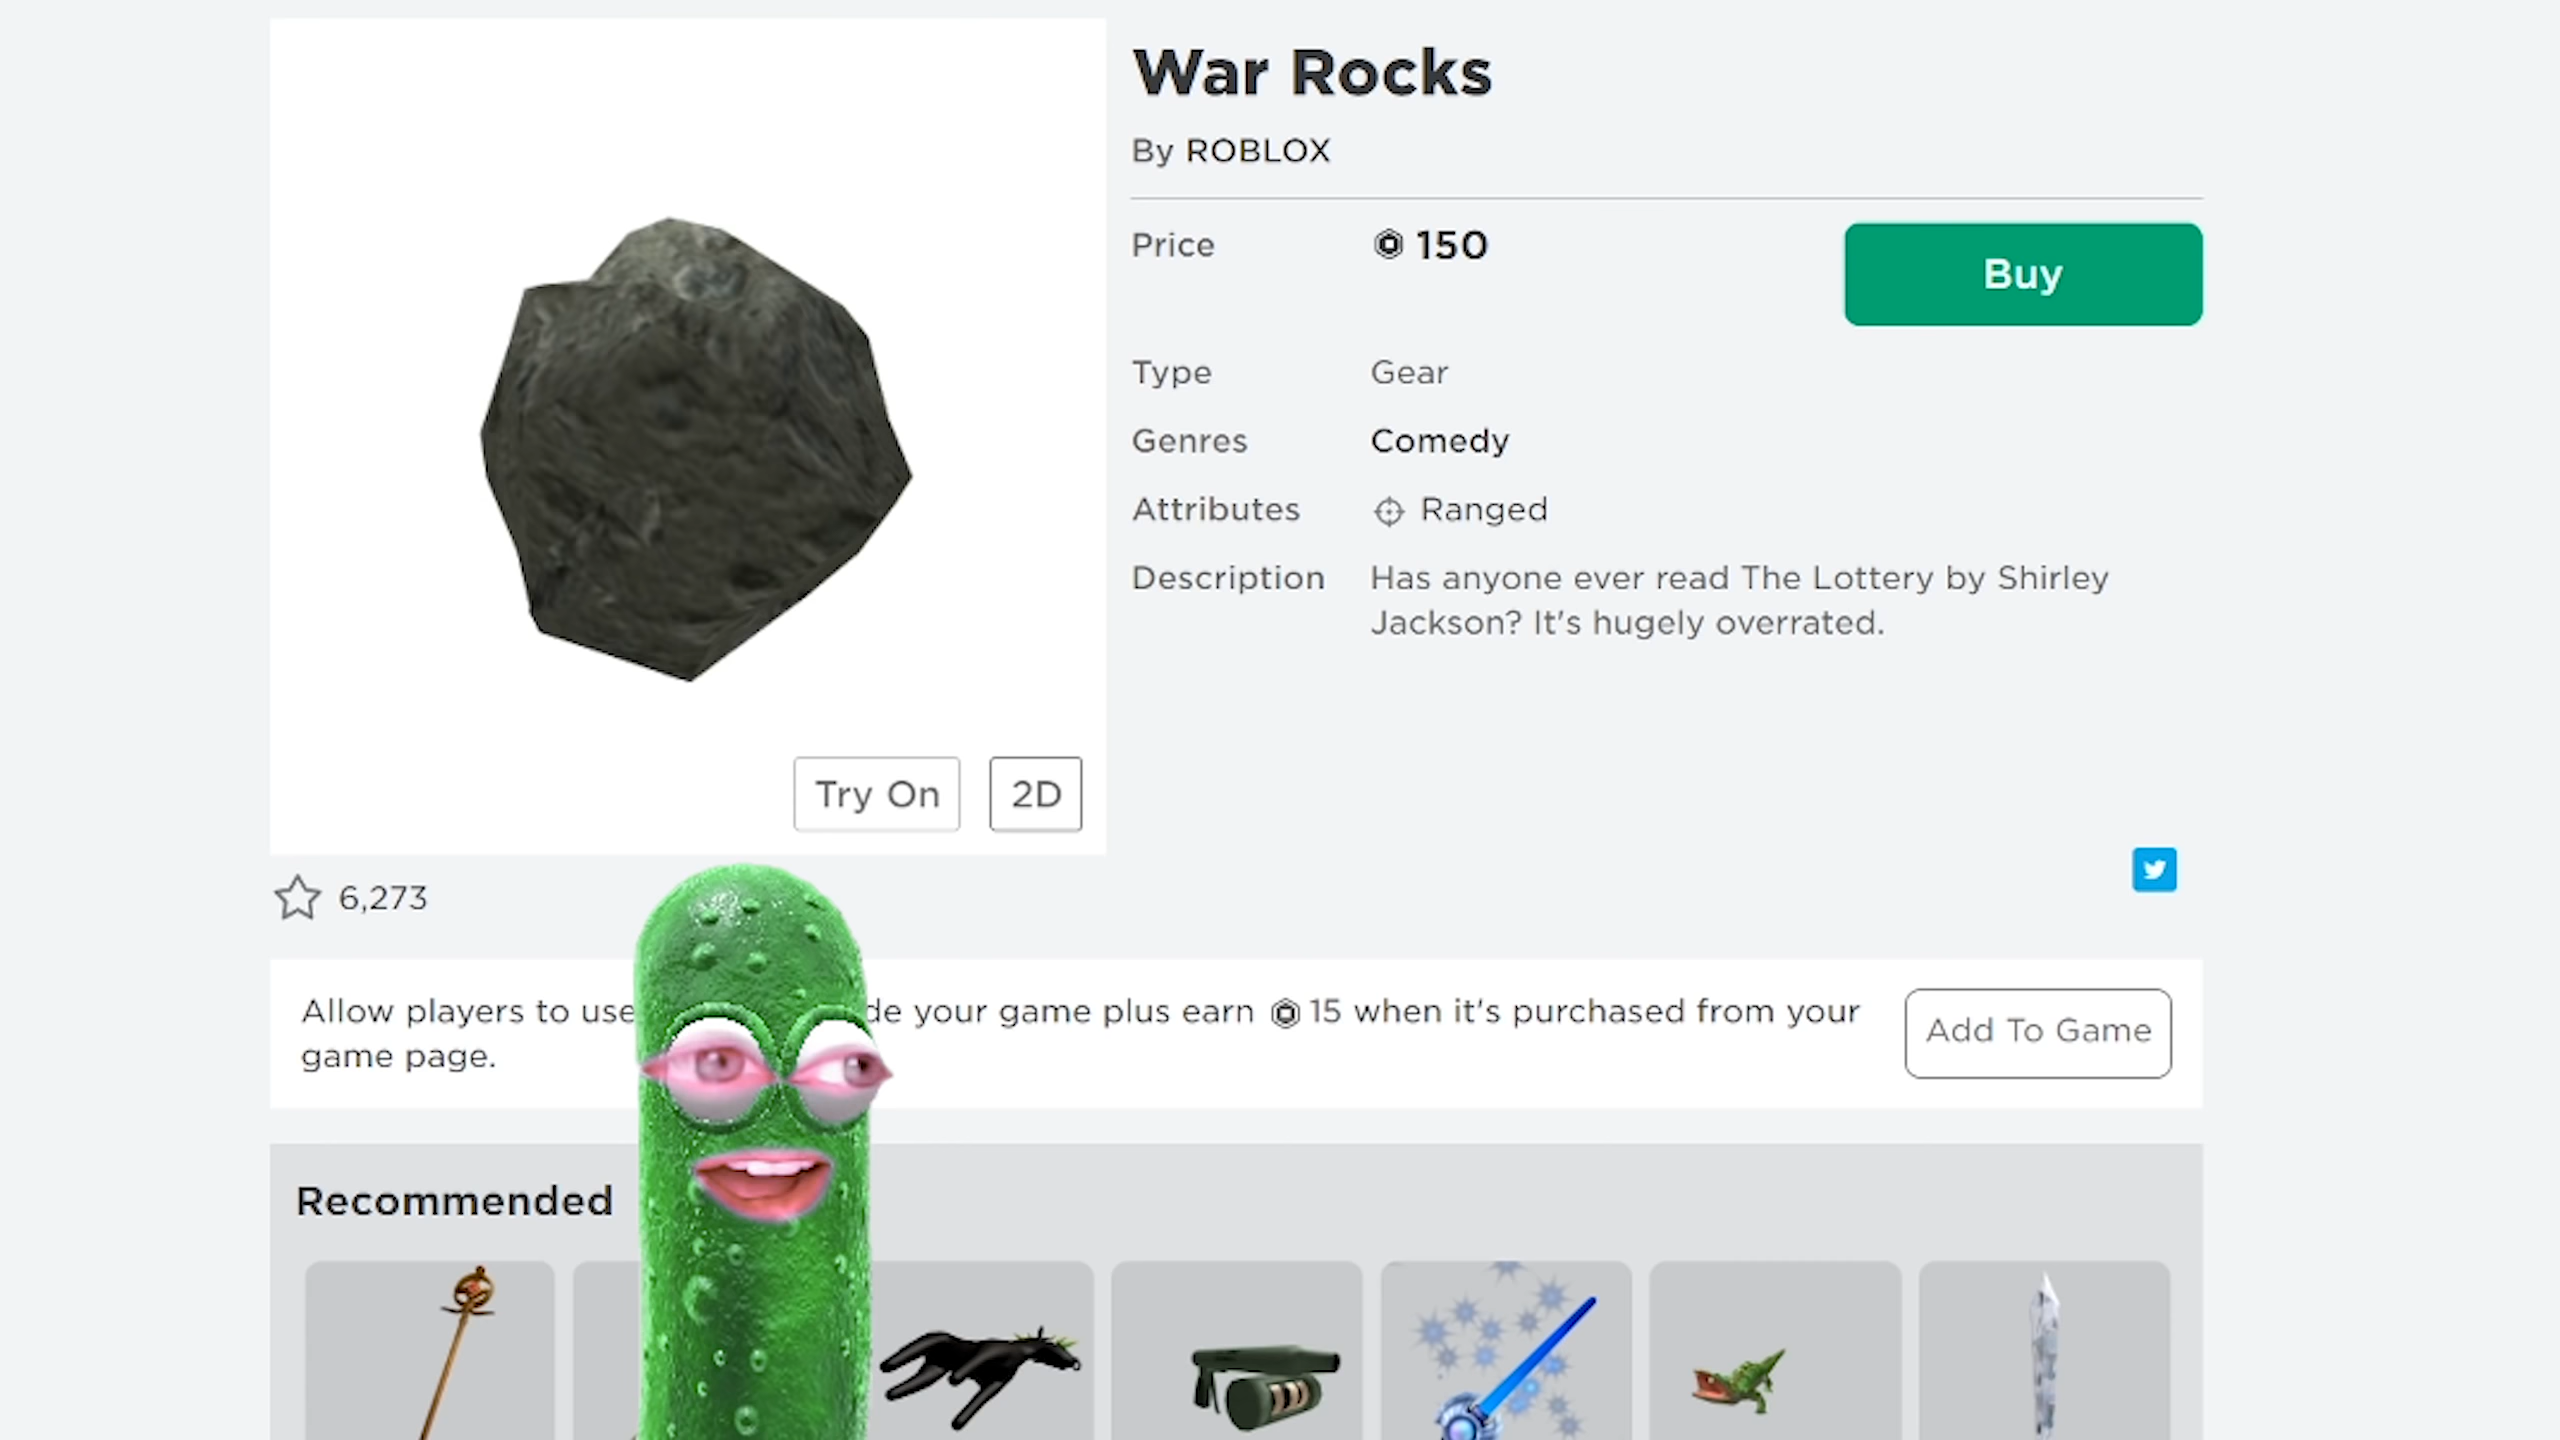 War Rocks
By ROBLOX
Price 150
Buy
Type Gear
Genres Comedy
Attributes Ranged
Description Has anyone ever read The Lottery by Shirley
Jackson? It's hugely overrated.
Try On 2D
6,273
Allow players to use de your game plus earn 15 when it's purchased from your
game page.
Add To Game
Recommended